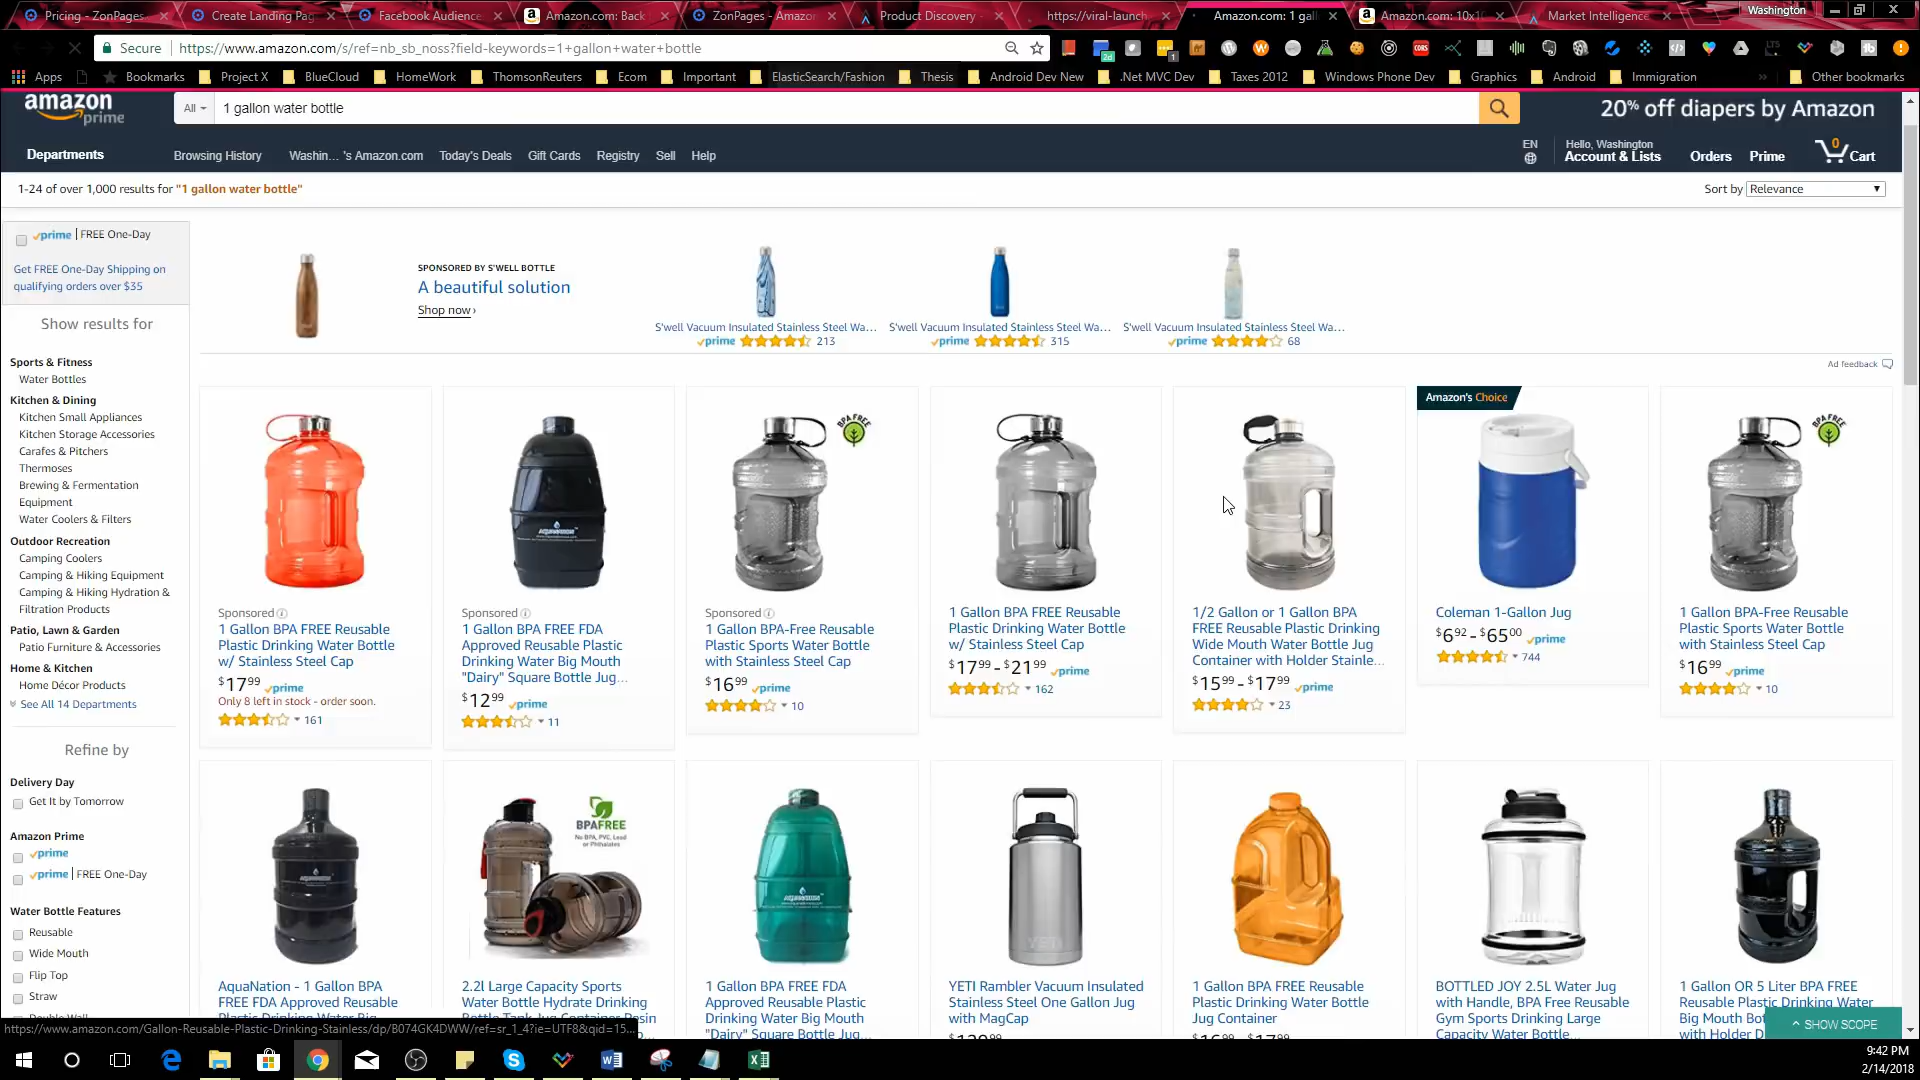 Pricing - ZonPages
Create Landing Pag
Facebook Audience
Amazon.com: Back
ZonPages - Amazo
Product Discovery
https://viral-launch
Amazon.com: 1 gall
Amazon.com: 10x1
Market Intelligence
Washington
Secure
https://www.amazon.com/s/ref=nb_sb_noss?field-keywords=1+gallon+water+bottle
Apps
Bookmarks
Project X
BlueCloud
HomeWork
ThomsonReuters
Ecom
Important
ElasticSearch/Fashion
Thesis
Android Dev New
.Net MVC Dev
Taxes 2012
Windows Phone Dev
Graphics
Android
Immigration
Other bookmarks
amazon
prime
All
1 gallon water bottle
20% off diapers by Amazon
Departments
Browsing History
Washin... 's Amazon.com
Today's Deals
Gift Cards
Registry
Sell
Help
EN
Hello, Washington
Account & Lists
Orders
Prime
0
Cart
1-24 of over 1,000 results for "1 gallon water bottle"
Sort by Relevance
prime | FREE One-Day
Get FREE One-Day Shipping on
qualifying orders over $35
Show results for
Sports & Fitness
Water Bottles
Kitchen & Dining
Kitchen Small Appliances
Kitchen Storage Accessories
Carafes & Pitchers
Thermoses
Brewing & Fermentation
Equipment
Water Coolers & Filters
Outdoor Recreation
Camping Coolers
Camping & Hiking Equipment
Camping & Hiking Hydration &
Filtration Products
Patio, Lawn & Garden
Patio Furniture & Accessories
Home & Kitchen
Home Décor Products
See All 14 Departments
Refine by
Delivery Day
Get It by Tomorrow
Amazon Prime
prime
prime | FREE One-Day
Water Bottle Features
Reusable
Wide Mouth
Flip Top
Straw
SPONSORED BY S'WELL BOTTLE
A beautiful solution
Shop now ›
S'well Vacuum Insulated Stainless Steel Wa...
prime 213
S'well Vacuum Insulated Stainless Steel Wa...
prime 315
S'well Vacuum Insulated Stainless Steel Wa...
prime 68
Ad feedback
Sponsored
1 Gallon BPA FREE Reusable
Plastic Drinking Water Bottle
w/ Stainless Steel Cap
$17 99 prime
Only 8 left in stock - order soon.
161
Sponsored
1 Gallon BPA FREE FDA
Approved Reusable Plastic
Drinking Water Big Mouth
"Dairy" Square Bottle Jug...
$12 99 prime
11
BPA FREE
Sponsored
1 Gallon BPA-Free Reusable
Plastic Sports Water Bottle
with Stainless Steel Cap
$16 99 prime
10
1 Gallon BPA FREE Reusable
Plastic Drinking Water Bottle
w/ Stainless Steel Cap
$17 99 - $21 99 prime
162
1/2 Gallon or 1 Gallon BPA
FREE Reusable Plastic Drinking
Wide Mouth Water Bottle Jug
Container with Holder Stainle...
$15 99 - $17 99 prime
23
Amazon's Choice
Coleman 1-Gallon Jug
$6 92 - $65 00 prime
744
BPA FREE
1 Gallon BPA-Free Reusable
Plastic Sports Water Bottle
with Stainless Steel Cap
$16 99 prime
10
AquaNation - 1 Gallon BPA
FREE FDA Approved Reusable
BPAFREE
No BPA, PVC, Lead
or Phthalates
2.2l Large Capacity Sports
Water Bottle Hydrate Drinking
1 Gallon BPA FREE FDA
Approved Reusable Plastic
Drinking Water Big Mouth
"Dairy" Square Bottle Jug
YETI
YETI Rambler Vacuum Insulated
Stainless Steel One Gallon Jug
with MagCap
1 Gallon BPA FREE Reusable
Plastic Drinking Water Bottle
Jug Container
BOTTLED JOY 2.5L Water Jug
with Handle, BPA Free Reusable
Gym Sports Drinking Large
Capacity Water Bottle...
1 Gallon OR 5 Liter BPA FREE
Reusable Plastic Drinking Water
SHOW SCOPE
https://www.amazon.com/Gallon-Reusable-Plastic-Drinking-Stainless/dp/B074GK4DWW/ref=sr_1_4?ie=UTF8&qid=15...
9:42 PM
2/14/2018